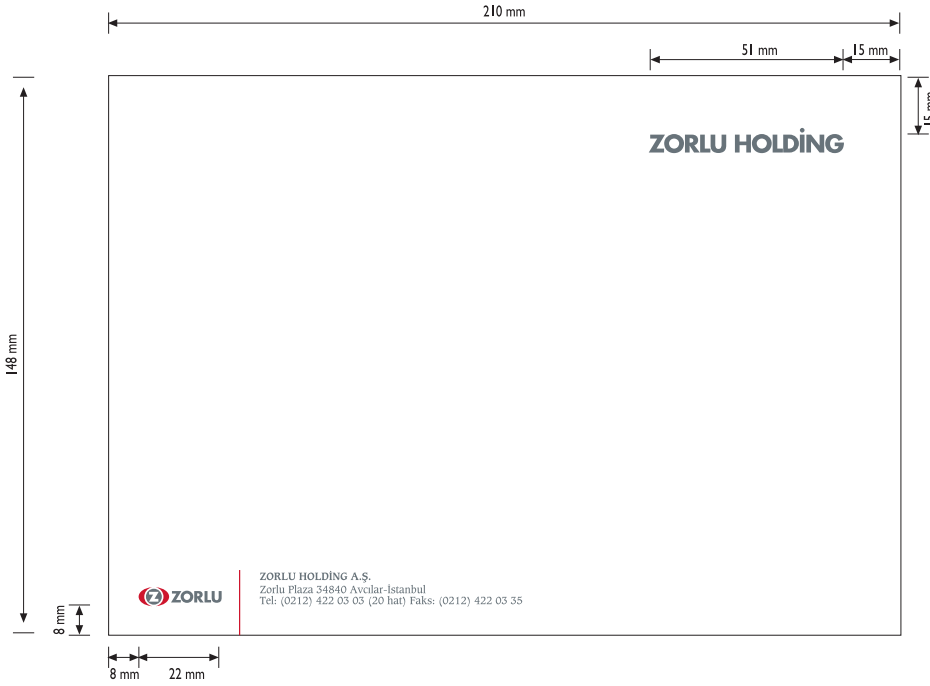 210 mm
51 mm
15 mm
15 mm
ZORLU HOLDİNG
148 mm
ZORLU
ZORLU HOLDİNG A.Ş.
Zorlu Plaza 34840 Avcılar-İstanbul
Tel: (0212) 422 03 03 (20 hat) Faks: (0212) 422 03 35
8 mm
8 mm
22 mm